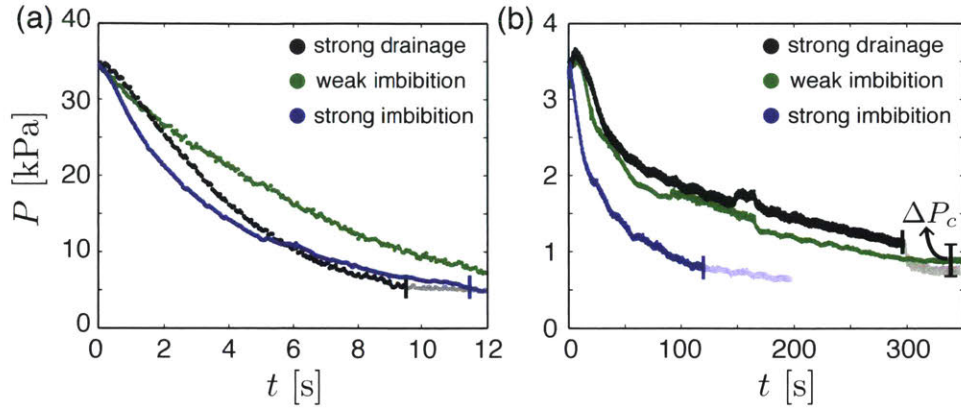 (a)
40
30
20
10
0
P [kPa]
strong drainage
weak imbibition
strong imbibition
0 2 4 6 8 10 12
t [s]
(b)
4
3
2
1
0
strong drainage
weak imbibition
strong imbibition
ΔP_c
0 100 200 300
t [s]